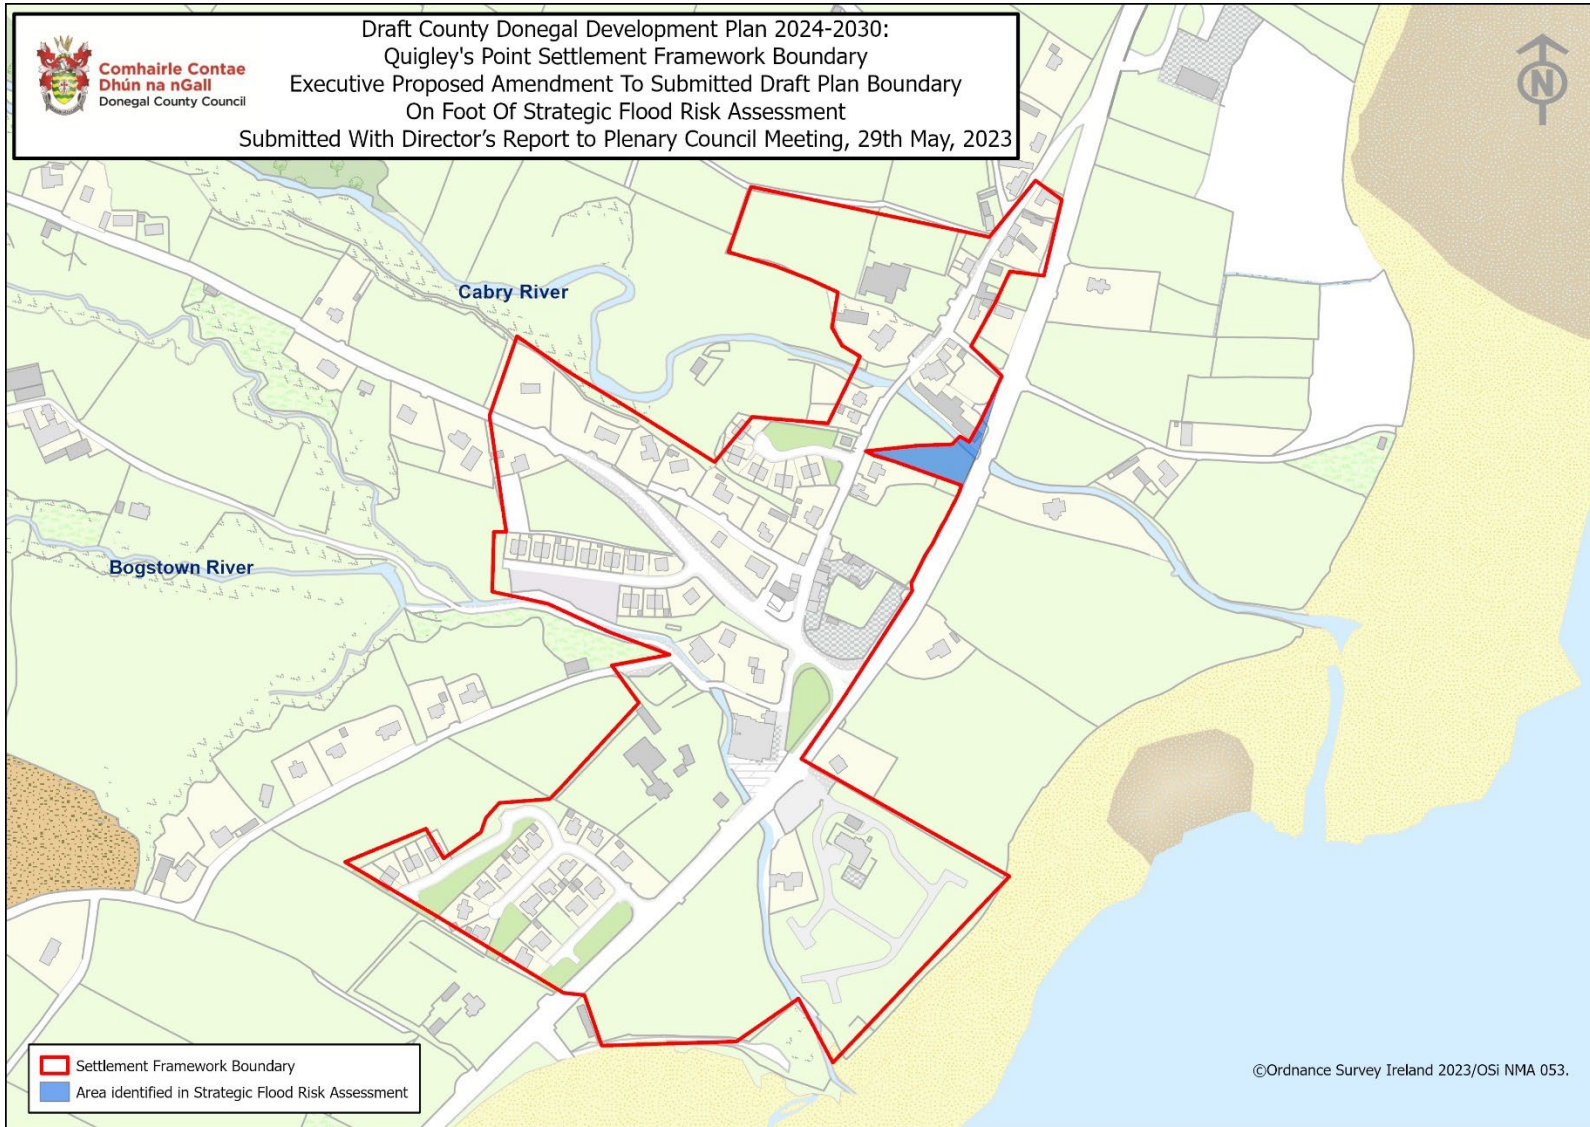 Draft County Donegal Development Plan 2024-2030:
Quigley's Point Settlement Framework Boundary
Executive Proposed Amendment To Submitted Draft Plan Boundary
On Foot Of Strategic Flood Risk Assessment
Submitted With Director's Report to Plenary Council Meeting, 29th May, 2023
Comhairle Contae
Dhún na nGall
Donegal County Council
N
Cabry River
Bogstown River
Settlement Framework Boundary
Area identified in Strategic Flood Risk Assessment
©Ordnance Survey Ireland 2023/OSi NMA 053.